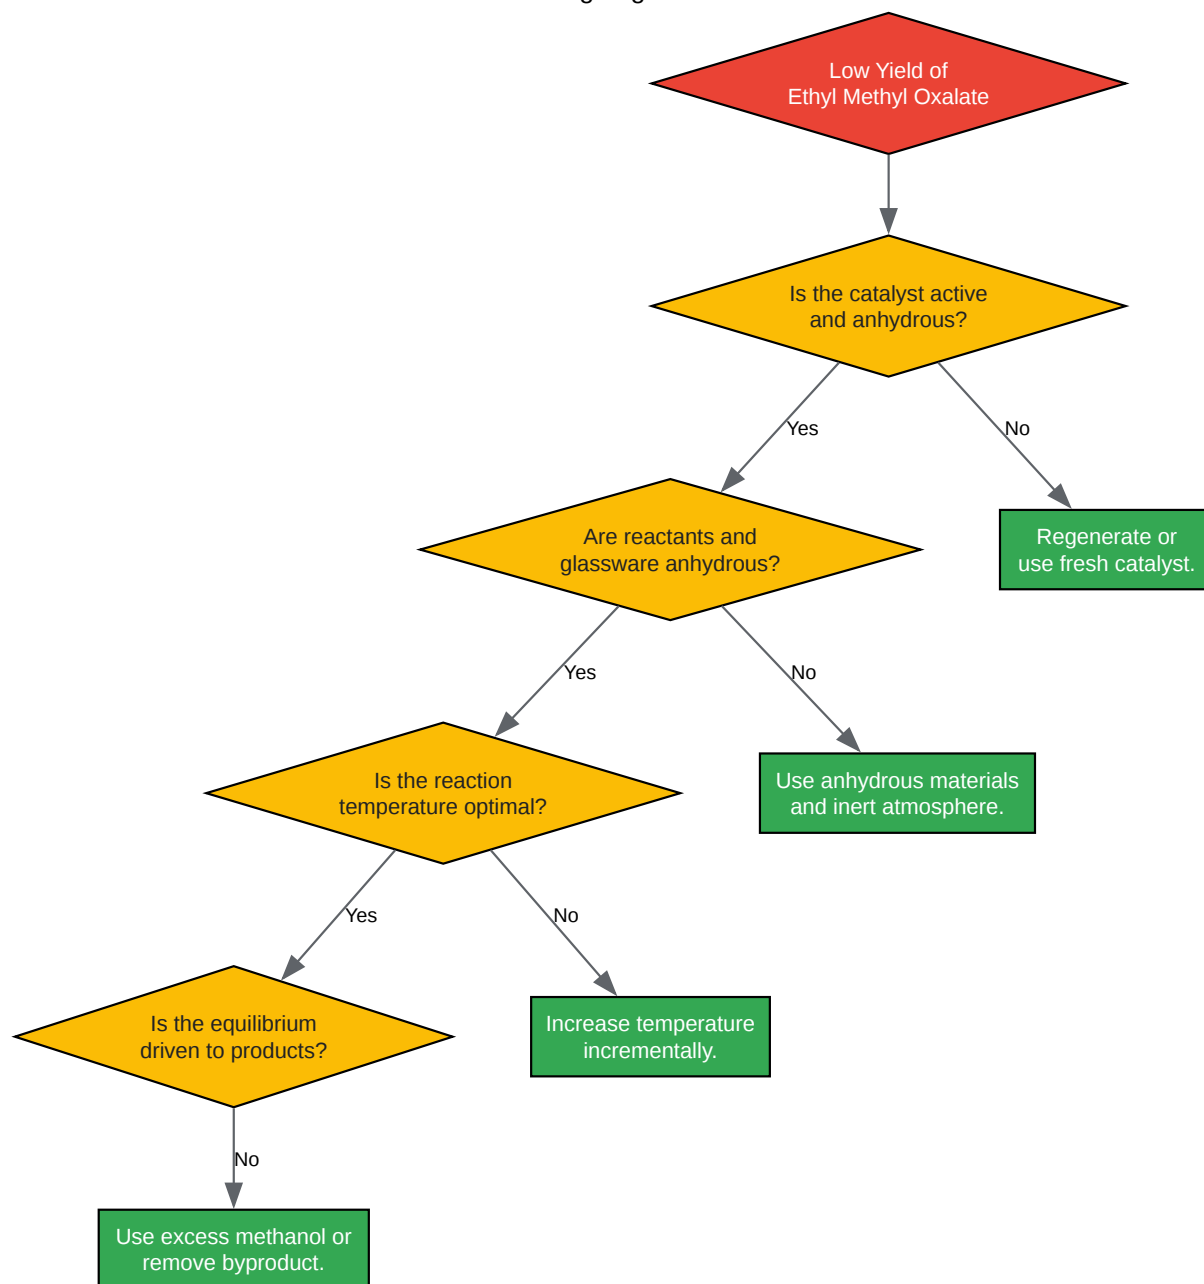 Low Yield of
Ethyl Methyl Oxalate
Is the catalyst active
and anhydrous?
Yes
No
Are reactants and
glassware anhydrous?
Regenerate or
use fresh catalyst.
Yes
No
Is the reaction
temperature optimal?
Use anhydrous materials
and inert atmosphere.
Yes
No
Is the equilibrium
driven to products?
Increase temperature
incrementally.
No
Use excess methanol or
remove byproduct.